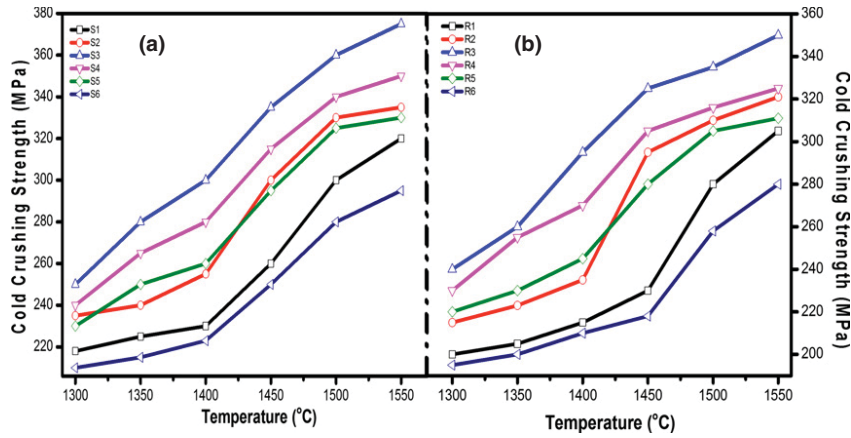 380
360
340
320
300
280
260
240
220
Cold Crushing Strength (MPa)
S1
S2
S3
S4
S5
S6
(a)
1300 1350 1400 1450 1500 1550
Temperature (°C)
R1
R2
R3
R4
R5
R6
(b)
1300 1350 1400 1450 1500 1550
Temperature (°C)
360
340
320
300
280
260
240
220
200
Cold Crushing Strength (MPa)